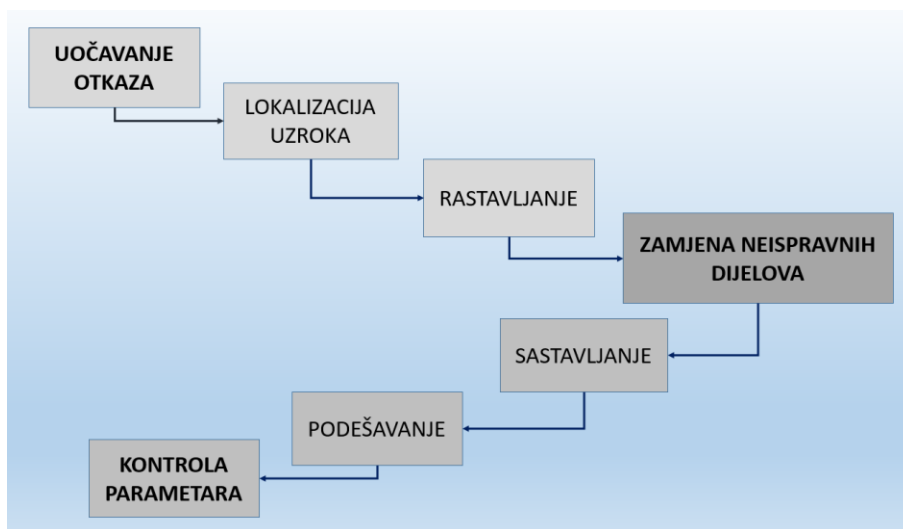 UOČAVANJE
OTKAZA
LOKALIZACIJA
UZROKA
RASTAVLJANJE
ZAMJENA NEISPRAVNIH
DIJELOVA
SASTAVLJANJE
PODEŠAVANJE
KONTROLA
PARAMETARA